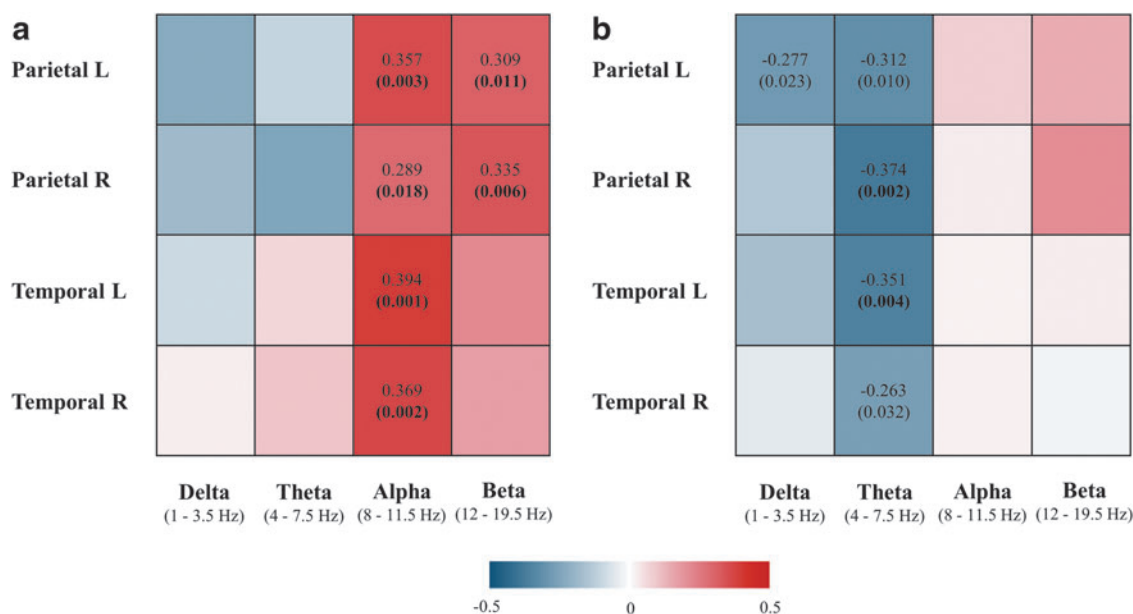 a
b
Parietal L
0.357
(0.003)
0.309
(0.011)
Parietal L
-0.277
(0.023)
-0.312
(0.010)
Parietal R
0.289
(0.018)
0.335
(0.006)
Parietal R
-0.374
(0.002)
Temporal L
0.394
(0.001)
Temporal L
-0.351
(0.004)
Temporal R
0.369
(0.002)
Temporal R
-0.263
(0.032)
Delta Theta Alpha Beta
(1 - 3.5 Hz) (4 - 7.5 Hz) (8 - 11.5 Hz) (12 - 19.5 Hz)
Delta Theta Alpha Beta
(1 - 3.5 Hz) (4 - 7.5 Hz) (8 - 11.5 Hz) (12 - 19.5 Hz)
-0.5 0 0.5